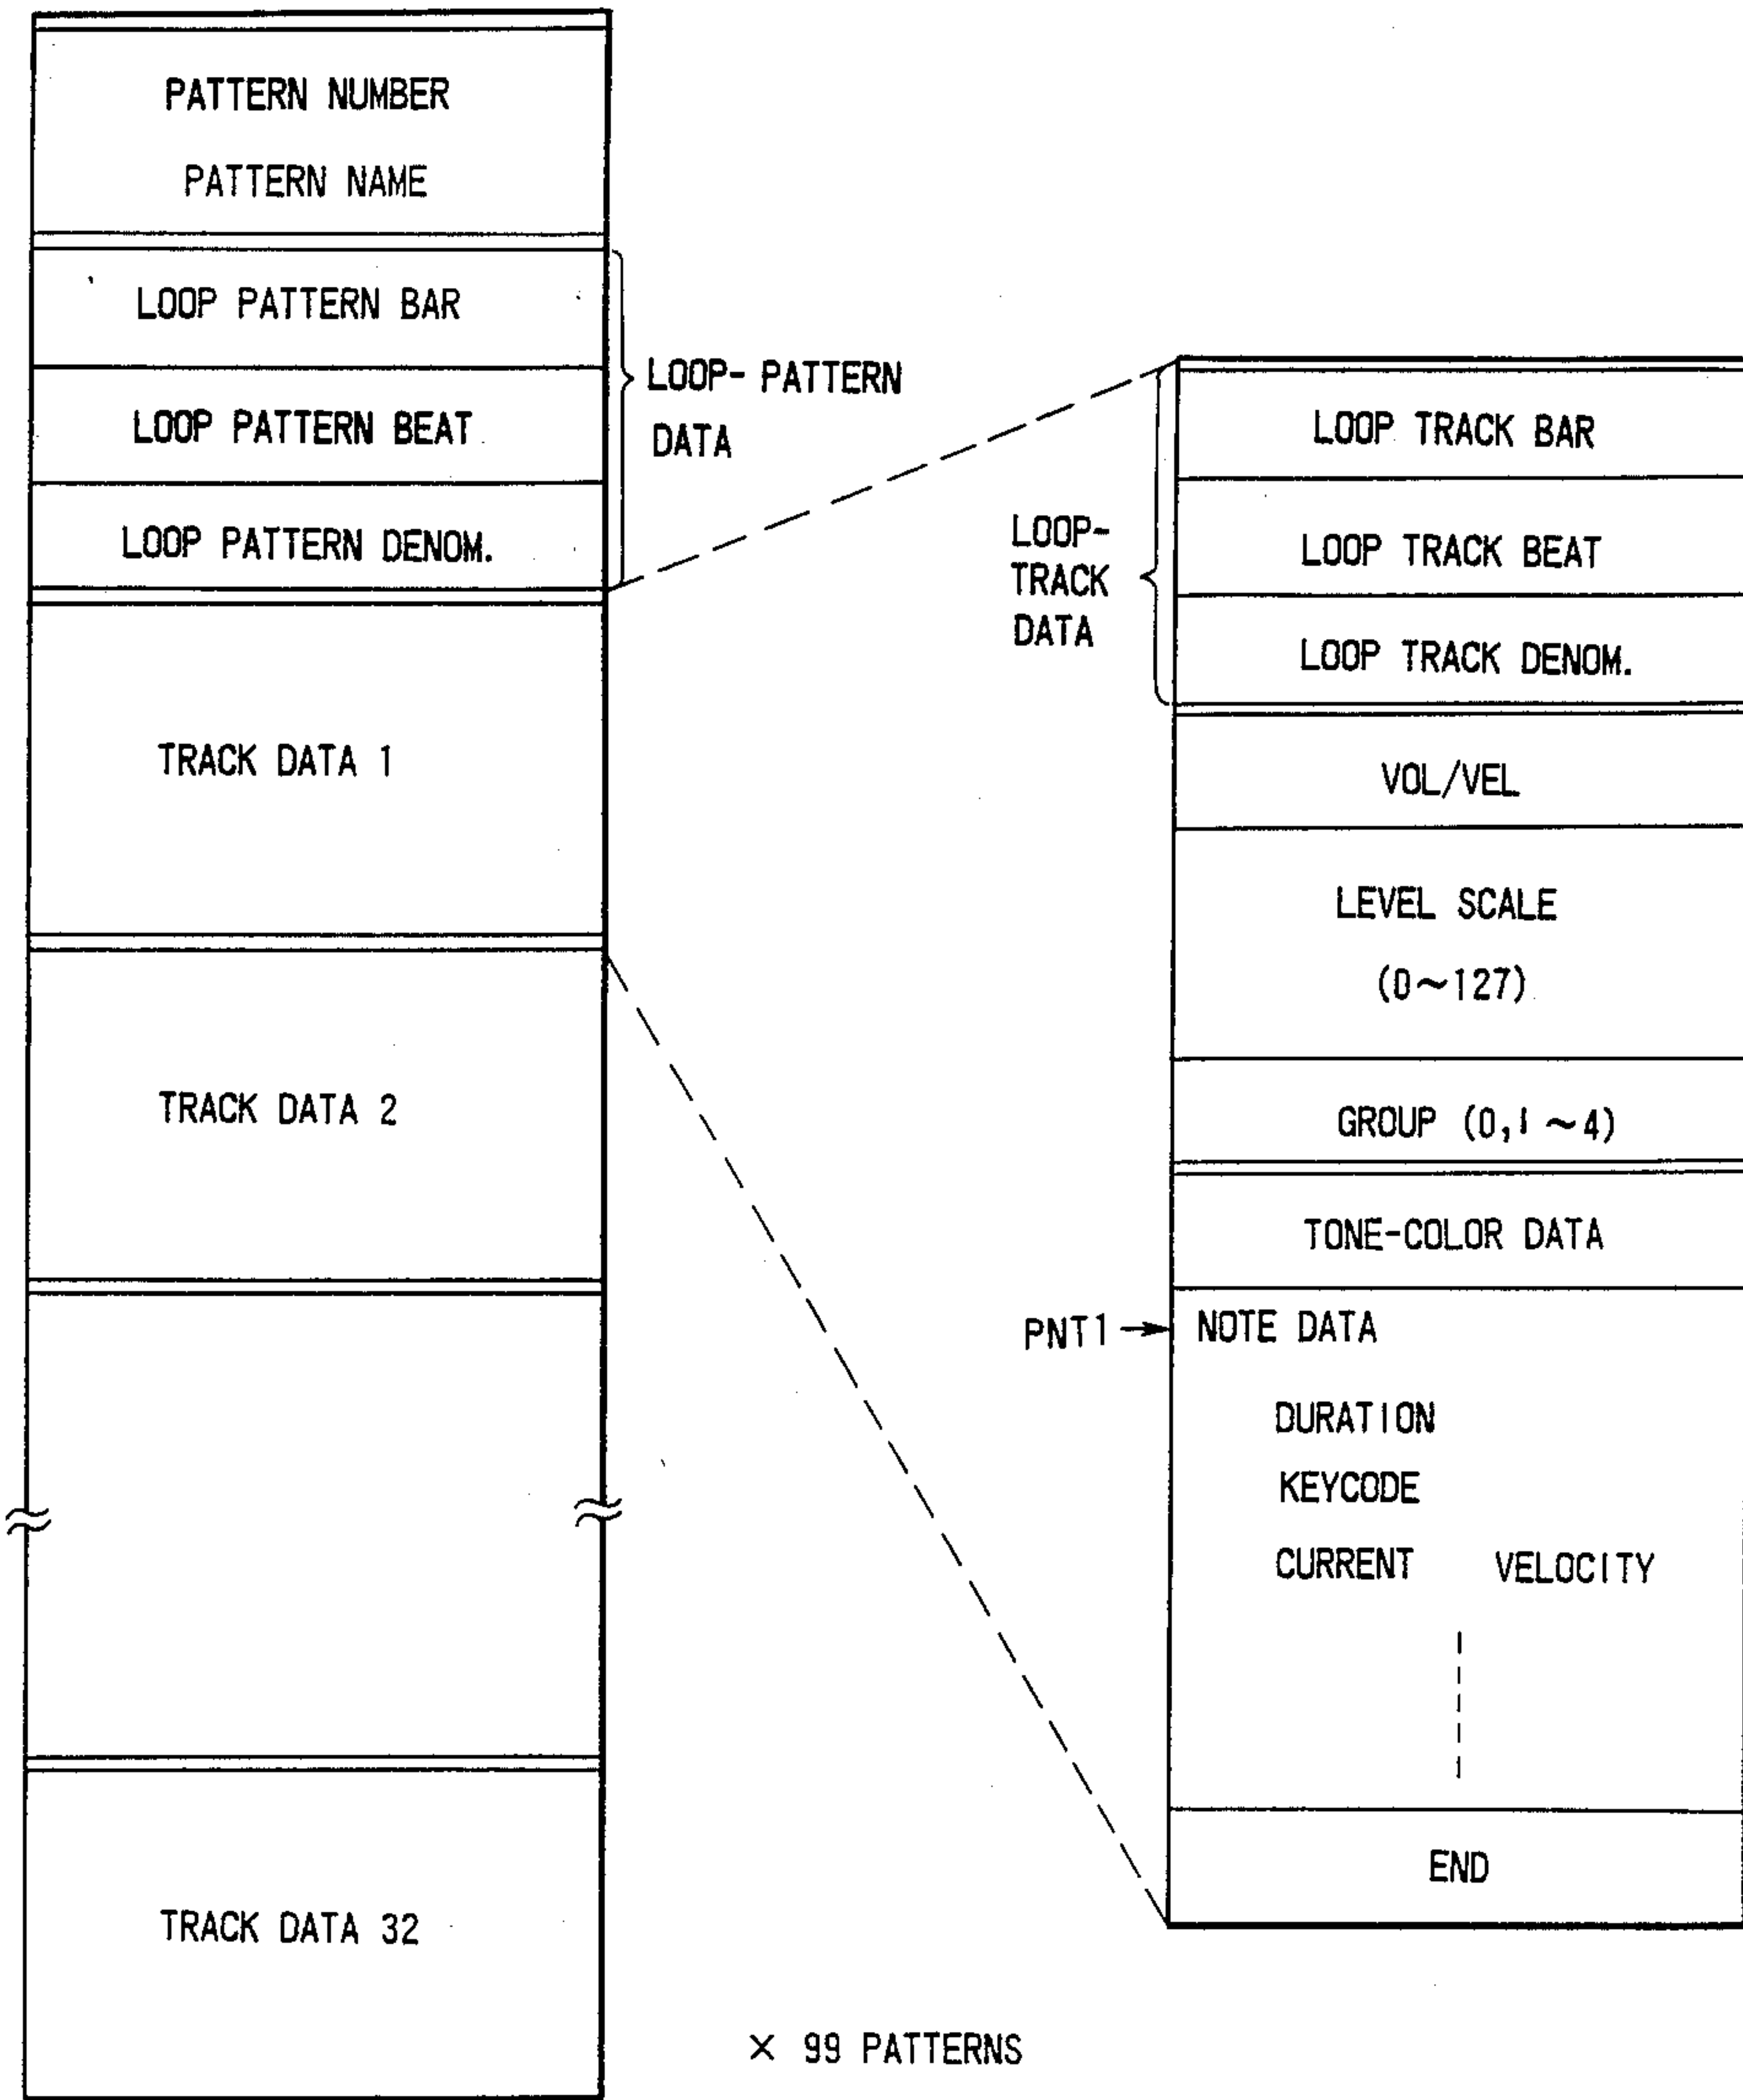 PATTERN NUMBER
PATTERN NAME
LOOP PATTERN BAR
LOOP PATTERN BEAT
LOOP PATTERN DENOM.
LOOP- PATTERN
DATA
TRACK DATA 1
TRACK DATA 2
TRACK DATA 32
LOOP-
TRACK
DATA
LOOP TRACK BAR
LOOP TRACK BEAT
LOOP TRACK DENOM.
VOL/VEL
LEVEL SCALE
(0~127)
GROUP (0,1~4)
TONE-COLOR DATA
PNT1
NOTE DATA
DURATION
KEYCODE
CURRENT VELOCITY
END
× 99 PATTERNS